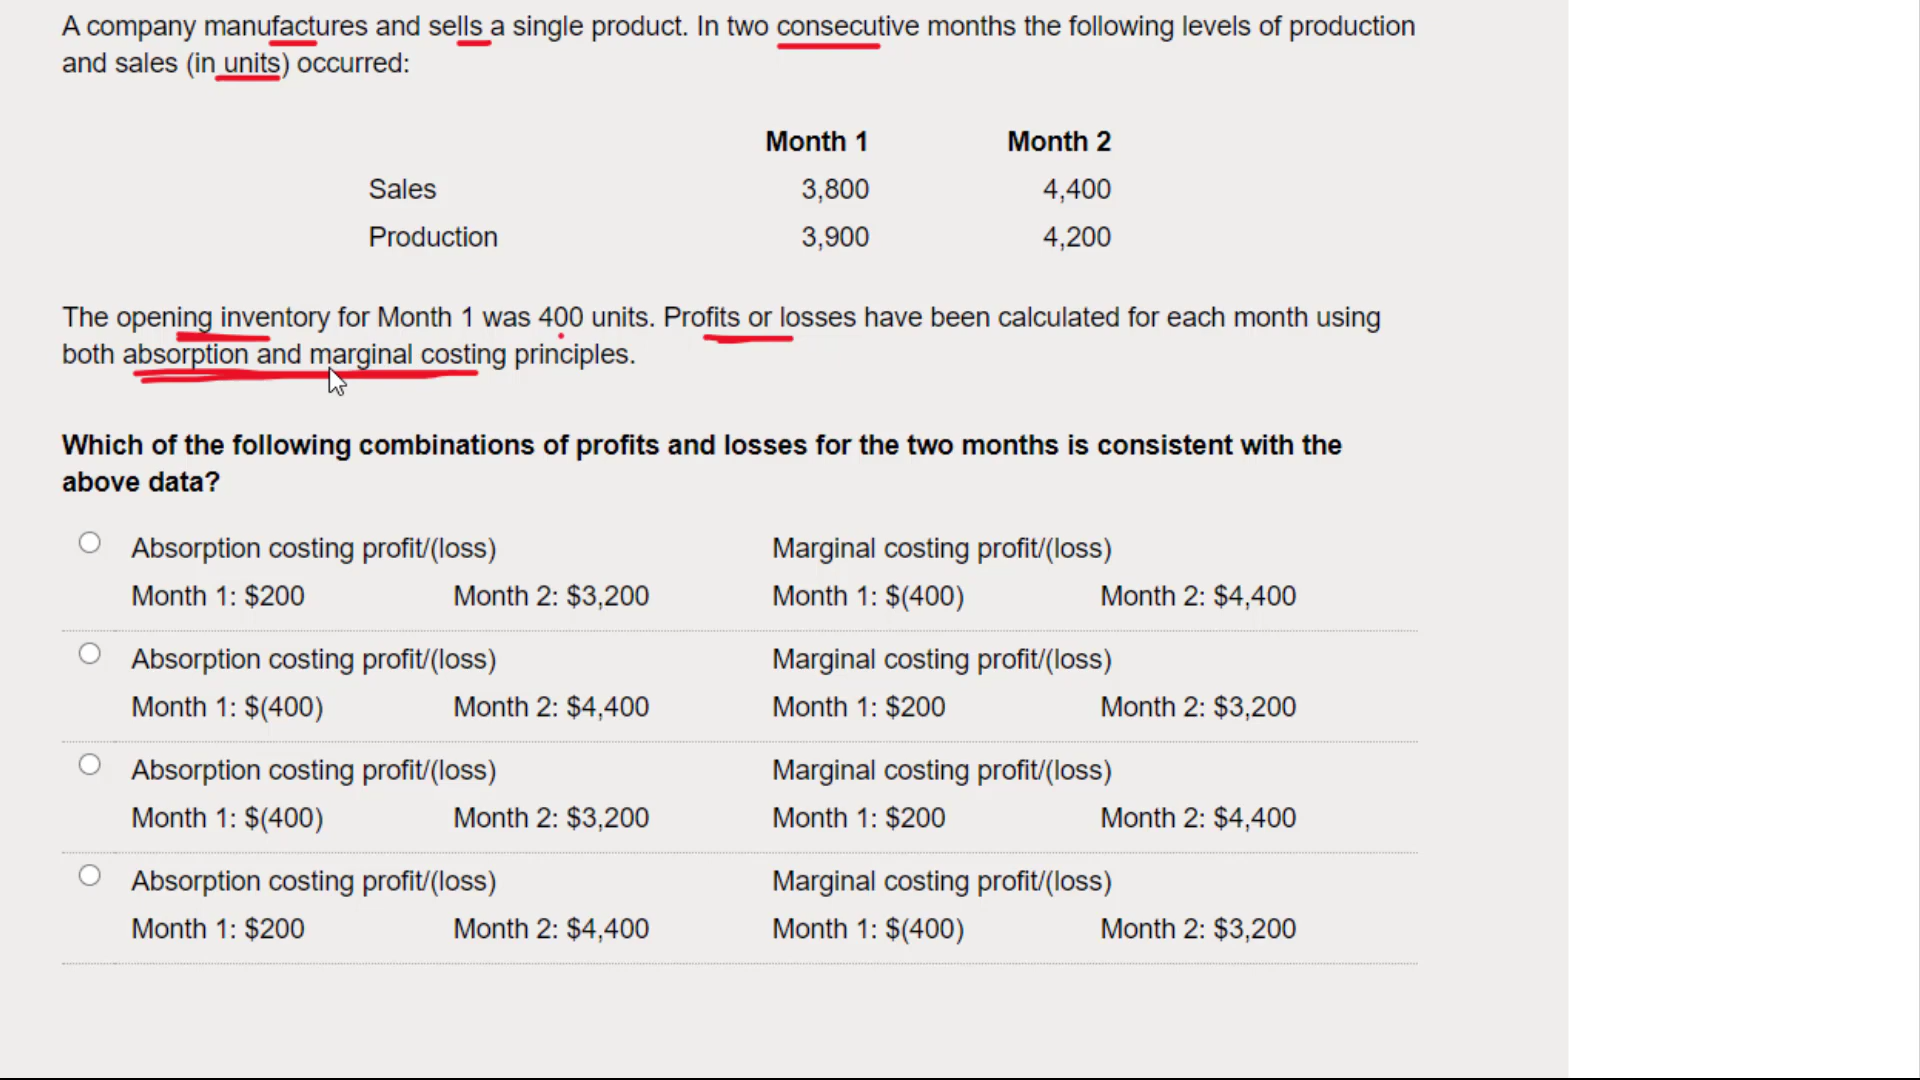 A company manufactures and sells a single product. In two consecutive months the following levels of production
and sales (in units) occurred:
Month 1 Month 2
Sales 3,800 4,400
Production 3,900 4,200
The opening inventory for Month 1 was 400 units. Profits or losses have been calculated for each month using
both absorption and marginal costing principles.
Which of the following combinations of profits and losses for the two months is consistent with the
above data?
Absorption costing profit/(loss) Marginal costing profit/(loss)
Month 1: $200 Month 2: $3,200 Month 1: $(400) Month 2: $4,400
Absorption costing profit/(loss) Marginal costing profit/(loss)
Month 1: $(400) Month 2: $4,400 Month 1: $200 Month 2: $3,200
Absorption costing profit/(loss) Marginal costing profit/(loss)
Month 1: $(400) Month 2: $3,200 Month 1: $200 Month 2: $4,400
Absorption costing profit/(loss) Marginal costing profit/(loss)
Month 1: $200 Month 2: $4,400 Month 1: $(400) Month 2: $3,200